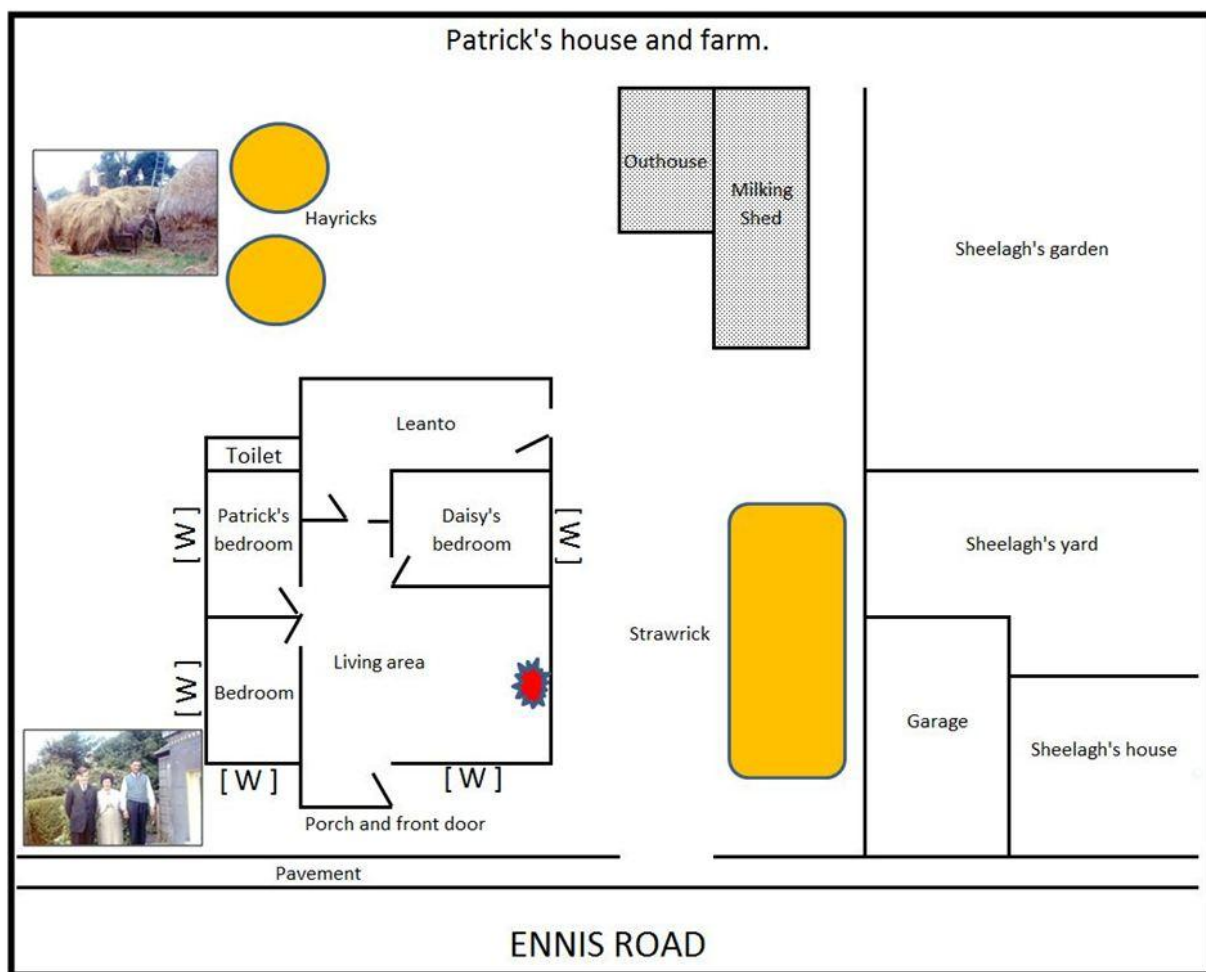 Patrick's house and farm.
Outhouse
Milking
Shed
Hayricks
Sheelagh's garden
Leanto
Toilet
[ W ]
Patrick's
bedroom
Daisy's
bedroom
[ W ]
Sheelagh's yard
Strawrick
[ W ]
Bedroom
Living area
Garage
Sheelagh's house
[ W ]
[ W ]
Porch and front door
Pavement
ENNIS ROAD